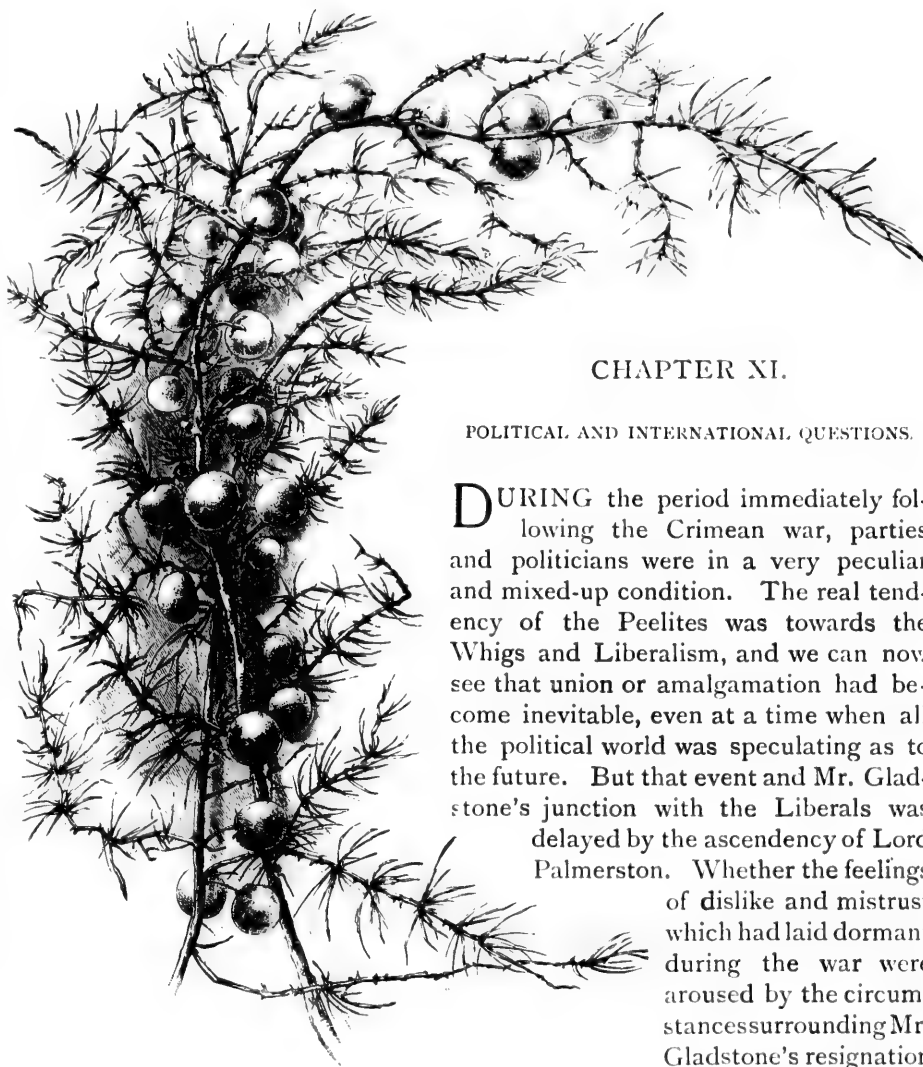 CHAPTER XI.
POLITICAL AND INTERNATIONAL QUESTIONS.
DURING the period immediately fol-
lowing the Crimean war, parties
and politicians were in a very peculiar
and mixed-up condition. The real tend-
ency of the Peelites was towards the
Whigs and Liberalism, and we can now
see that union or amalgamation had be-
come inevitable, even at a time when al
the political world was speculating as to
the future. But that event and Mr. Glad-
stone's junction with the Liberals was
delayed by the ascendency of Lord
Palmerston. Whether the feelings
of dislike and mistrus
which had laid dorman
during the war were
aroused by the circum-
stances surrounding Mr
Gladstone's resignation